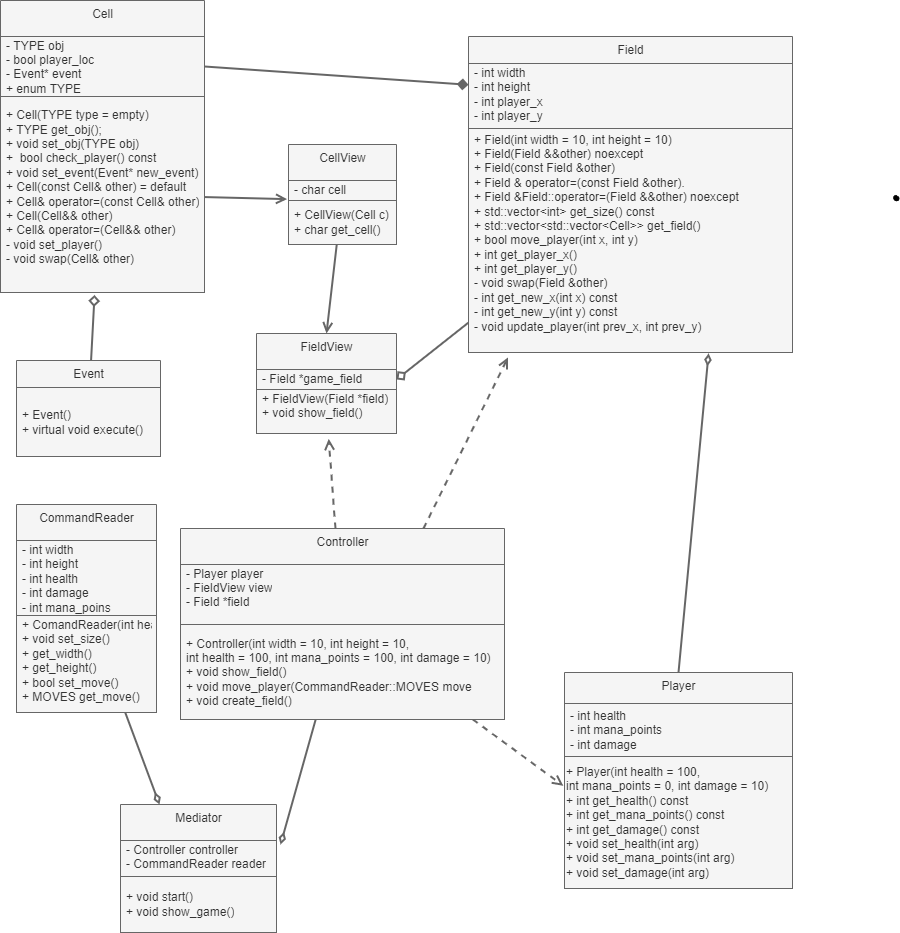 Cell
- TYPE obj
- bool player_loc
- Event* event
+ enum TYPE
+ Cell(TYPE type = empty)
+ TYPE get_obj();
+ void set_obj(TYPE obj)
+ bool check_player() const
+ void set_event(Event* new_event)
+ Cell(const Cell& other) = default
+ Cell& operator=(const Cell& other)
+ Cell(Cell&& other)
+ Cell& operator=(Cell&& other)
- void set_player()
- void swap(Cell& other)
Field
- int width
- int height
- int player_x
- int player_y
+ Field(int width = 10, int height = 10)
+ Field(Field &&other) noexcept
+ Field(const Field &other)
+ Field & operator=(const Field &other).
+ Field &Field::operator=(Field &&other) noexcept
+ std::vector<int> get_size() const
+ std::vector<std::vector<Cell>> get_field()
+ bool move_player(int x, int y)
+ int get_player_x()
+ int get_player_y()
- void swap(Field &other)
- int get_new_x(int x) const
- int get_new_y(int y) const
- void update_player(int prev_x, int prev_y)
CellView
- char cell
+ CellView(Cell c)
+ char get_cell()
FieldView
- Field *game_field
+ FieldView(Field *field)
+ void show_field()
Event
+ Event()
+ virtual void execute()
CommandReader
- int width
- int height
- int health
- int damage
- int mana_poins
+ ComandReader(int hea
+ void set_size()
+ get_width()
+ get_height()
+ bool set_move()
+ MOVES get_move()
Controller
- Player player
- FieldView view
- Field *field
+ Controller(int width = 10, int height = 10,
int health = 100, int mana_points = 100, int damage = 10)
+ void show_field()
+ void move_player(CommandReader::MOVES move
+ void create_field()
Player
- int health
- int mana_points
- int damage
+ Player(int health = 100,
int mana_points = 0, int damage = 10)
+ int get_health() const
+ int get_mana_points() const
+ int get_damage() const
+ void set_health(int arg)
+ void set_mana_points(int arg)
+ void set_damage(int arg)
Mediator
- Controller controller
- CommandReader reader
+ void start()
+ void show_game()